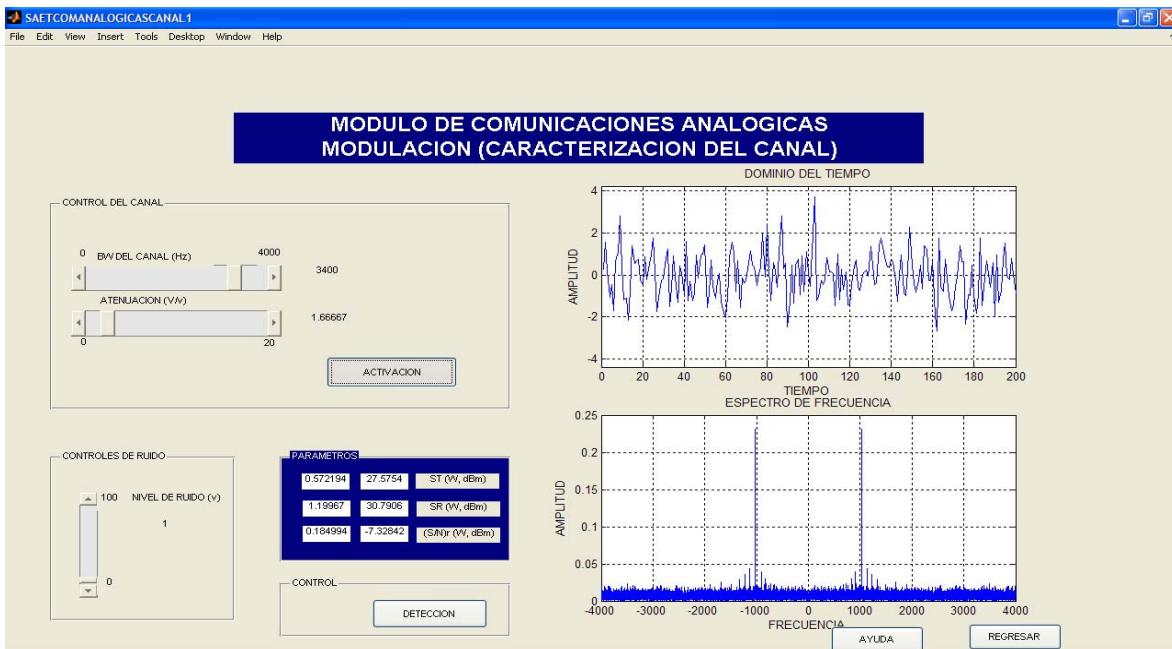 SAETCOMANALOGICASCANAL1
File Edit View Insert Tools Desktop Window Help
MODULO DE COMUNICACIONES ANALOGICAS
MODULACION (CARACTERIZACION DEL CANAL)
CONTROL DEL CANAL
0 BW DEL CANAL (Hz) 4000
3400
ATENUACION (V/v)
1.66667
0 20
ACTIVACION
CONTROLES DE RUIDO
100 NIVEL DE RUIDO (v)
1
0
PARAMETROS
0.572194 27.5754 ST (W, dBm)
1.19967 30.7906 SR (W, dBm)
0.184994 -7.32842 (S/N)r (W, dBm)
CONTROL
DETECCION
DOMINIO DEL TIEMPO
AMPLITUD
4
2
0
-2
-4
0 20 40 60 80 100 120 140 160 180 200
TIEMPO
ESPECTRO DE FRECUENCIA
AMPLITUD
0.25
0.2
0.15
0.1
0.05
0
-4000 -3000 -2000 -1000 0 1000 2000 3000 4000
FRECUENCIA
AYUDA
REGRESAR